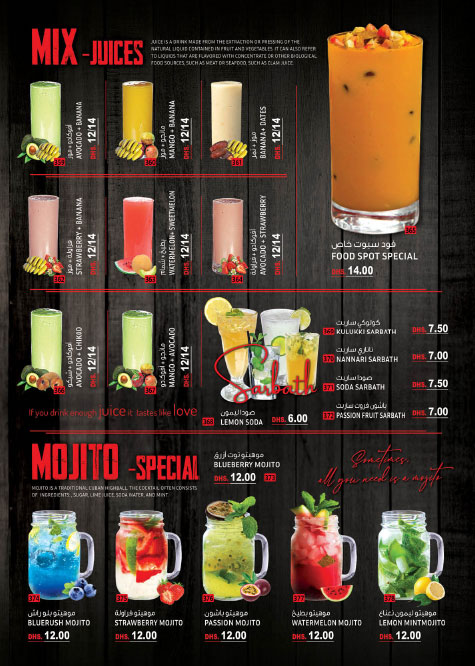 MIX -JUICES
JUICE IS A DRINK MADE FROM THE EXTRACTION OR PRESSING OF THE
NATURAL LIQUID CONTAINED IN FRUIT AND VEGETABLES. IT CAN ALSO REFER
TO LIQUIDS THAT ARE FLAVORED WITH CONCENTRATE OR OTHER BIOLOGICAL
FOOD SOURCES, SUCH AS MEAT OR SEAFOOD, SUCH AS CLAM JUICE.
359
أفوكادو + موز
AVOCADO + BANANA
DHS. 12/14
360
مانجو + موز
MANGO + BANANA
DHS. 12/14
361
موز + تمر
BANANA + DATES
DHS. 12/14
362
فراولة + موز
STRAWBERRY + BANANA
DHS. 12/14
WATERMELON+ SWEETMELON
DHS. 12/14
364
أفوكادو + فراولة
AVOCADO + STRAWBERRY
DHS. 12/14
365
فود سبوت خاص
FOOD SPOT SPECIAL
DHS. 14.00
366
أفوكادو + شيكو
AVOCADO + CHIKOO
DHS. 12/14
367
مانجو + أفوكادو
MANGO + AVOCADO
DHS. 12/14
Sarbath
368
صودا ليمون
LEMON SODA
DHS. 6.00
369
كولوكي سارباث
KULUKKI SARBATH
DHS. 7.50
370
ناناري سارباث
NANNARI SARBATH
DHS. 7.00
371
صودا سارباث
SODA SARBATH
DHS. 7.50
372
باشون فروت سارباث
PASSION FRUIT SARBATH
DHS. 7.00
If you drink enough juice it tastes like love
MOJITO -SPECIAL
MOJITO IS A TRADITIONAL CUBAN HIGHBALL. THE COCKTAIL OFTEN CONSISTS
OF INGREDIENTS , SUGAR, LIME JUICE, SODA WATER, AND MINT
موهيتو توت أزرق
BLUEBERRY MOJITO
DHS. 12.00 373
Sometimes,
all you need is a mojito
374
موهيتو بلو راش
BLUERUSH MOJITO
DHS. 12.00
375
موهيتو فراولة
STRAWBERRY MOJITO
DHS. 12.00
376
موهيتو باشون
PASSION MOJITO
DHS. 12.00
377
موهيتو بطيخ
WATERMELON MOJITO
DHS. 12.00
378
موهيتو ليمون نعناع
LEMON MINTMOJITO
DHS. 12.00